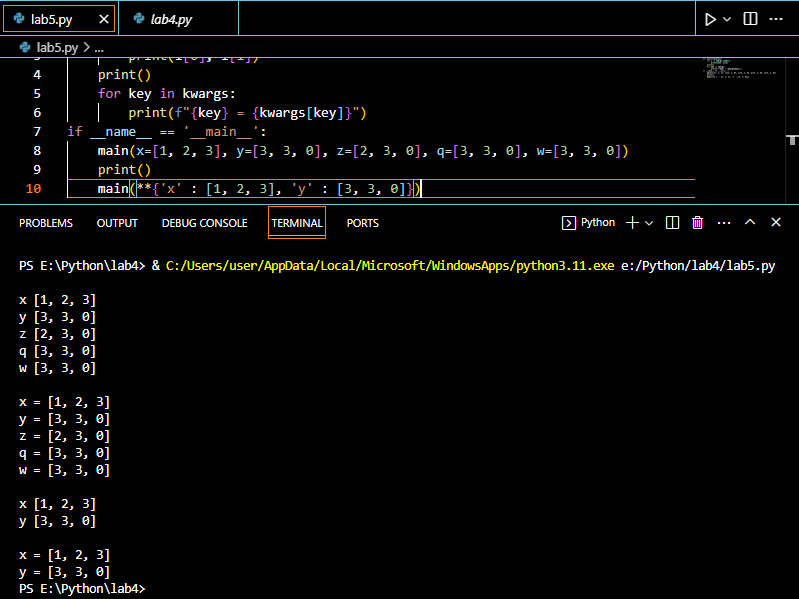 lab5.py
lab4.py
lab5.py > ...
print(i[0], i[1])
4 print()
5 for key in kwargs:
6 print(f"{key} = {kwargs[key]}")
7 if __name__ == '__main__':
8 main(x=[1, 2, 3], y=[3, 3, 0], z=[2, 3, 0], q=[3, 3, 0], w=[3, 3, 0])
9 print()
10 main(**{'x' : [1, 2, 3], 'y' : [3, 3, 0]})
PROBLEMS OUTPUT DEBUG CONSOLE TERMINAL PORTS Python
PS E:\Python\lab4> & C:/Users/user/AppData/Local/Microsoft/WindowsApps/python3.11.exe e:/Python/lab4/lab5.py
x [1, 2, 3]
y [3, 3, 0]
z [2, 3, 0]
q [3, 3, 0]
w [3, 3, 0]
x = [1, 2, 3]
y = [3, 3, 0]
z = [2, 3, 0]
q = [3, 3, 0]
w = [3, 3, 0]
x [1, 2, 3]
y [3, 3, 0]
x = [1, 2, 3]
y = [3, 3, 0]
PS E:\Python\lab4>